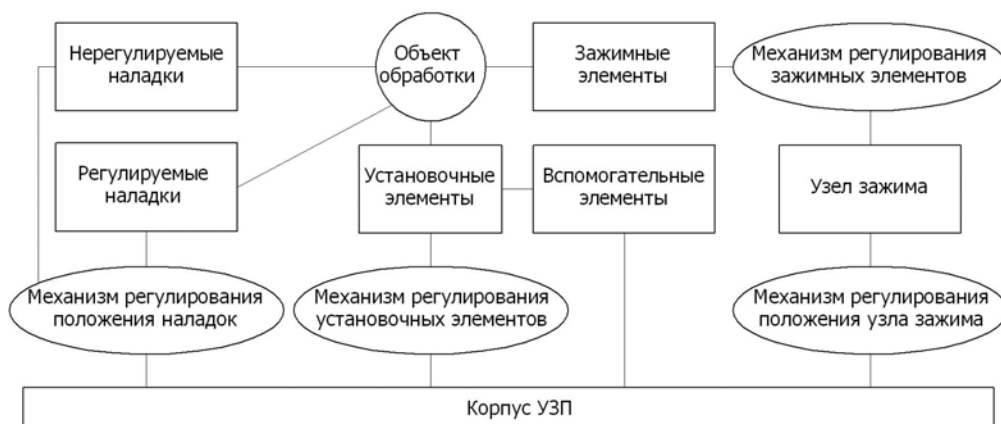 Нерегулируемые
наладки
Объект
обработки
Зажимные
элементы
Механизм регулирования
зажимных элементов
Регулируемые
наладки
Установочные
элементы
Вспомогательные
элементы
Узел зажима
Механизм регулирования
положения наладок
Механизм регулирования
установочных элементов
Механизм регулирования
положения узла зажима
Корпус УЗП